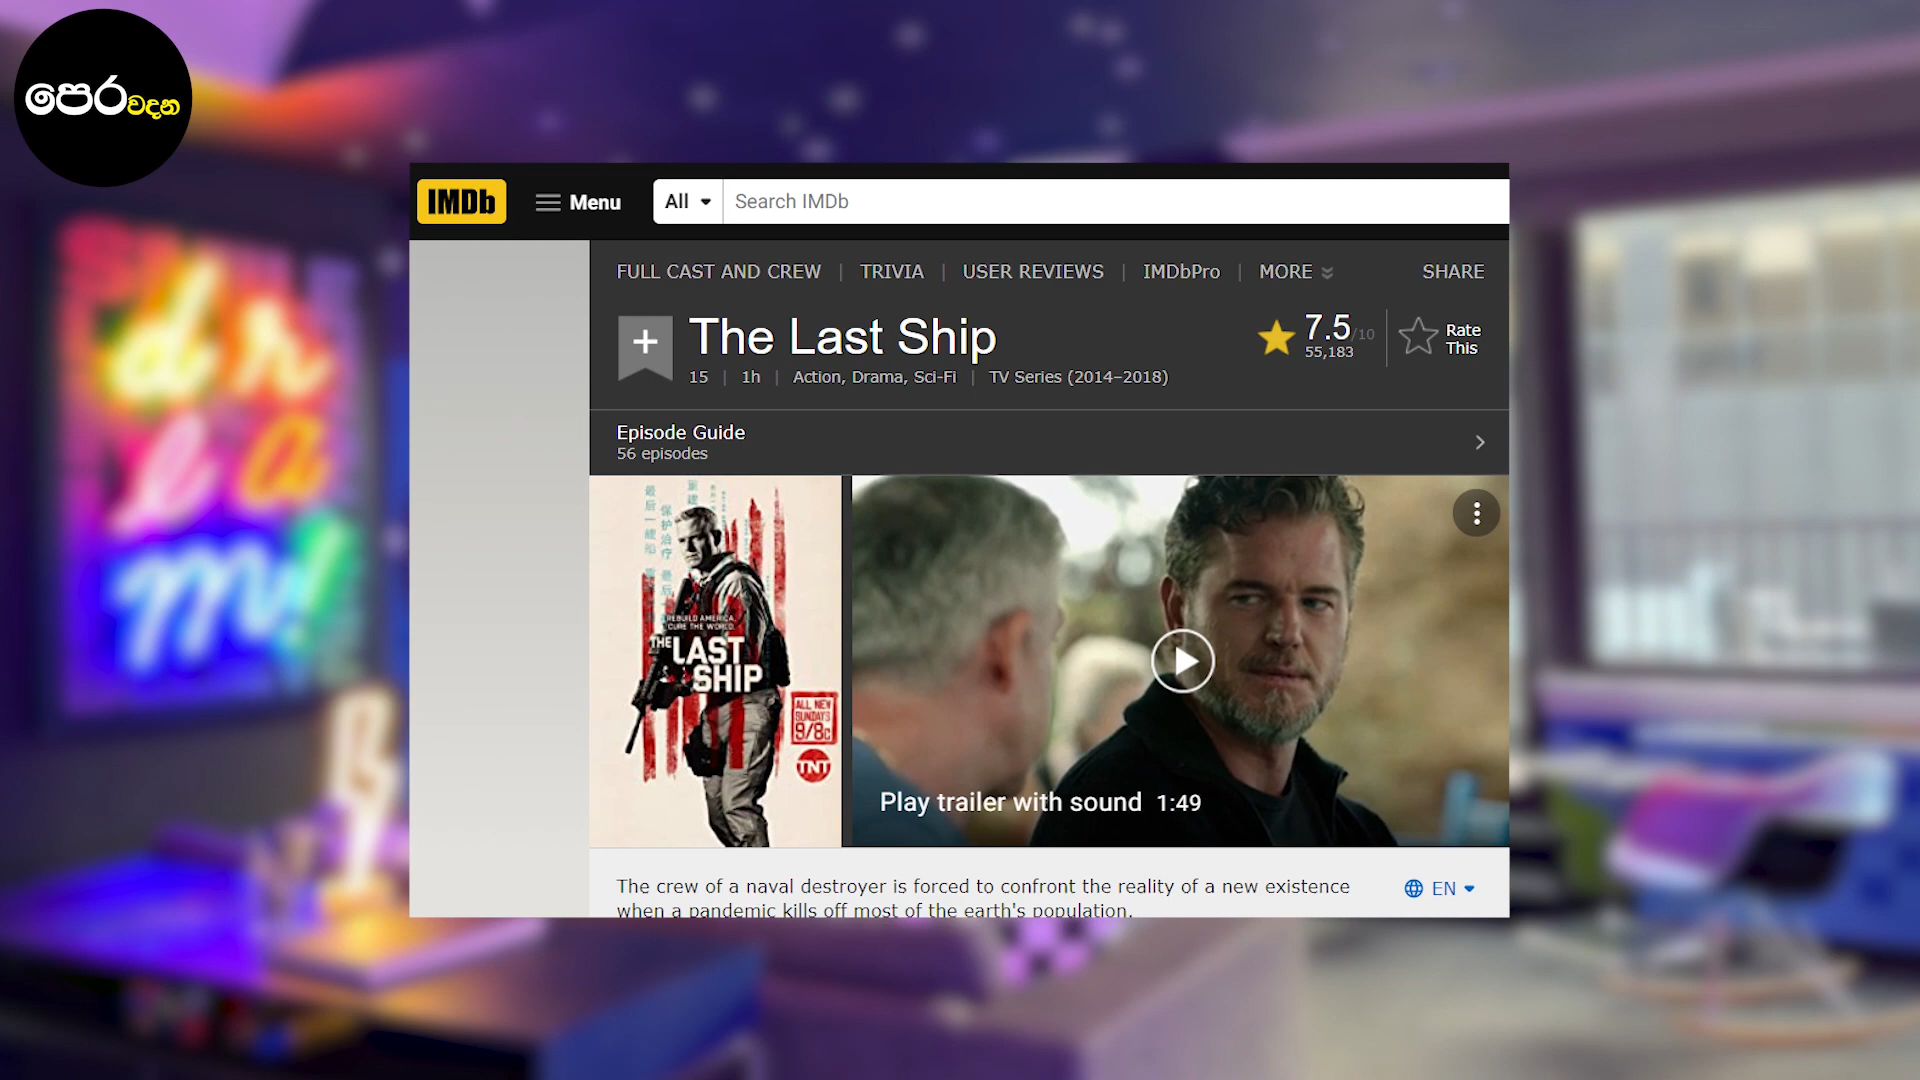 පෙරවදන
IMDb
Menu
All
Search IMDb
FULL CAST AND CREW | TRIVIA | USER REVIEWS | IMDbPro | MORE
SHARE
The Last Ship
7.5/10
55,183
Rate
This
15 | 1h | Action, Drama, Sci-Fi | TV Series (2014–2018)
Episode Guide
56 episodes
REBUILD AMERICA.
CURE THE WORLD.
THE
LAST
SHIP
ALL NEW
SUNDAYS
9/8c
TNT
Play trailer with sound 1:49
The crew of a naval destroyer is forced to confront the reality of a new existence
when a pandemic kills off most of the earth's population.
EN
dream!